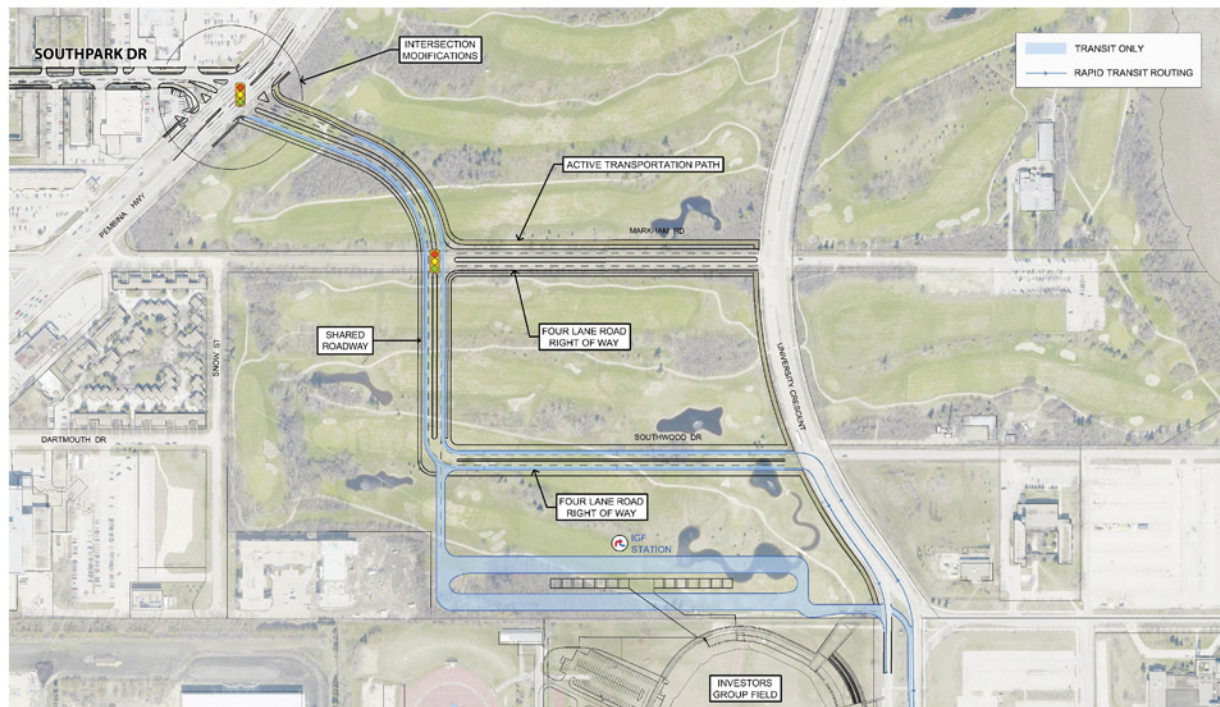 SOUTHPARK DR
INTERSECTION
MODIFICATIONS
TRANSIT ONLY
RAPID TRANSIT ROUTING
ACTIVE TRANSPORTATION PATH
PEMBINA HWY
MARKHAM RD
SHARED
ROADWAY
FOUR LANE ROAD
RIGHT OF WAY
SNOW ST
UNIVERSITY CRESCENT
DARTMOUTH DR
SOUTHWOOD DR
FOUR LANE ROAD
RIGHT OF WAY
IGF
STATION
INVESTORS
GROUP FIELD